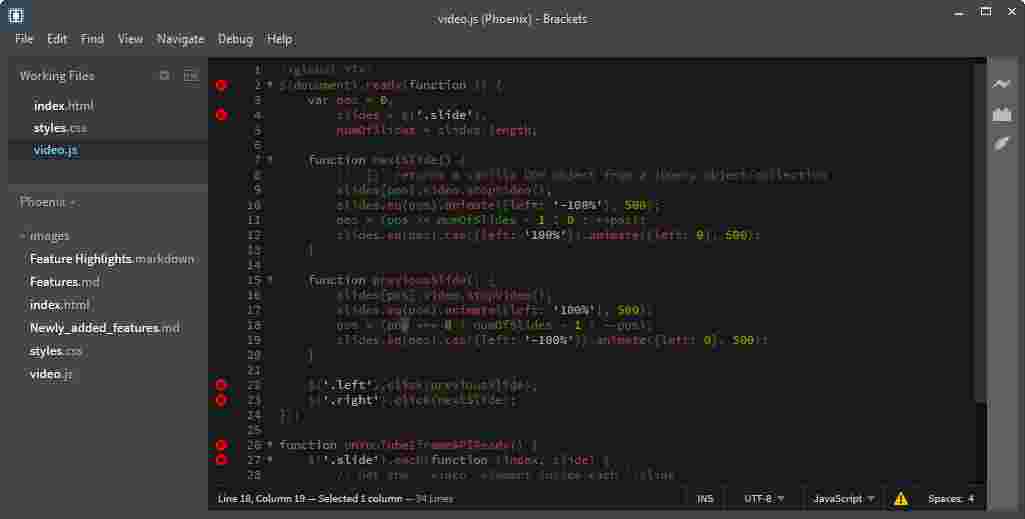 video.js (Phoenix) - Brackets
File Edit Find View Navigate Debug Help
Working Files
index.html
styles.css
video.js
Phoenix
images
Feature Highlights.markdown
Features.md
index.html
Newly_added_features.md
styles.css
video.js
1 /*global YT*/
2 $(document).ready(function () {
3 var pos = 0,
4 slides = $('.slide'),
5 numOfSlides = slides.length;
6
7 function nextSlide() {
8 returns a vanilla DOM object from a jQuery object/collection
9 slides[pos].video.stopVideo();
10 slides.eq(pos).animate({left: '-100%'}, 500);
11 pos = (pos >= numOfSlides - 1 ? 0 : ++pos);
12 slides.eq(pos).css({left: '100%'}).animate({left: 0}, 500);
13 }
14
15 function previousSlide() {
16 slides[pos].video.stopVideo();
17 slides.eq(pos).animate({left: '100%'}, 500);
18 pos = (pos === 0 ? numOfSlides - 1 : --pos);
19 slides.eq(pos).css({left: '-100%'}).animate({left: 0}, 500);
20 }
21
22 $('.left').click(previousSlide);
23 $('.right').click(nextSlide);
24 });
25
26 function onYouTubeIframeAPIReady() {
27 $('.slide').each(function (index, slide) {
28 // Get the element inside each .slide
Line 18, Column 19 — Selected 1 column — 34 Lines INS UTF-8 JavaScript Spaces: 4